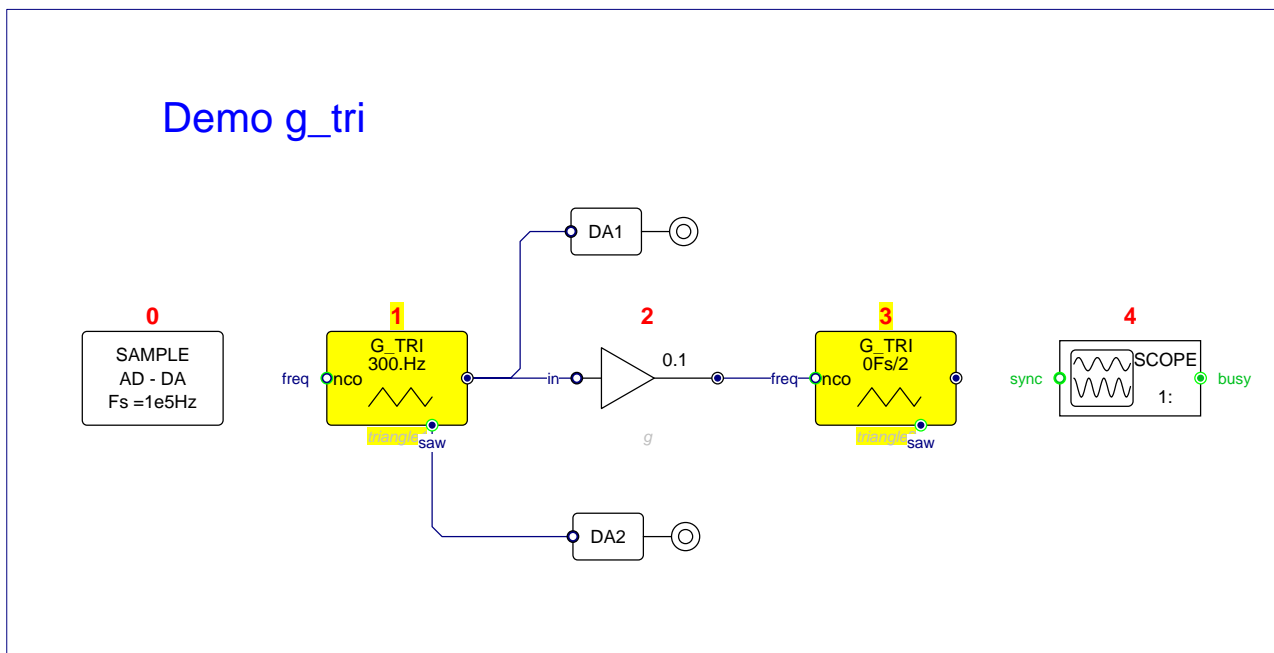 Demo g_tri
DA1
0
1
2
3
4
SAMPLE
AD - DA
Fs =1e5Hz
freq
nco
G_TRI
300.Hz
triangle
saw
in
0.1
g
freq
nco
G_TRI
0Fs/2
triangle
saw
sync
SCOPE
1:
busy
DA2